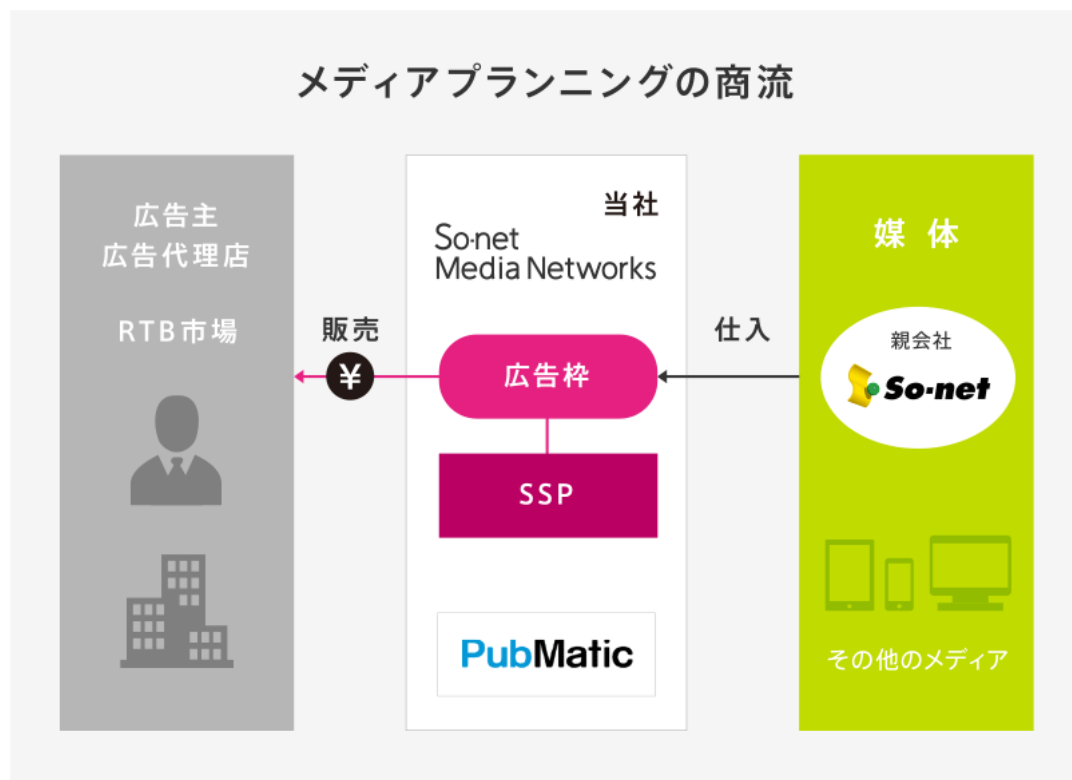 メディアプランニングの商流
広告主
広告代理店
RTB市場
販売
¥
当社
So-net
Media Networks
広告枠
SSP
PubMatic
仕入
媒体
親会社
So-net
その他のメディア